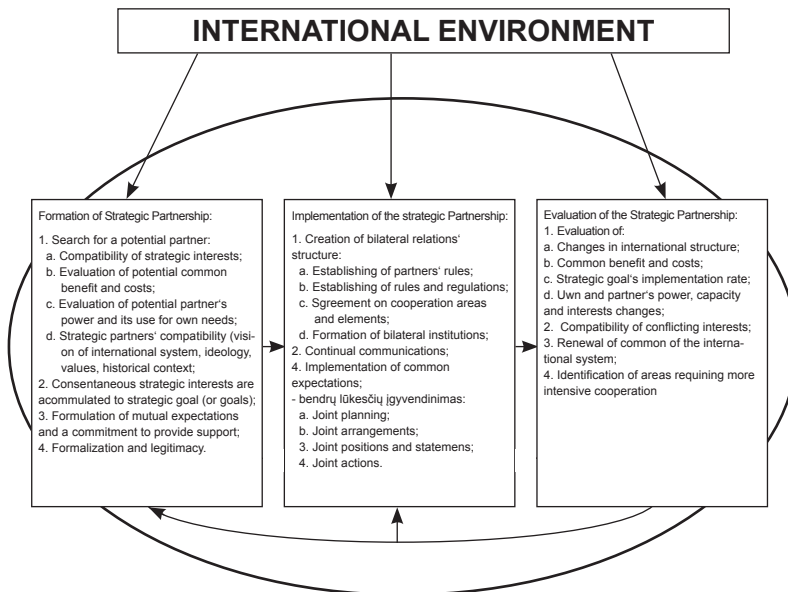 INTERNATIONAL ENVIRONMENT
Formation of Strategic Partnership:
1. Search for a potential partner:
a. Compatibility of strategic interests;
b. Evaluation of potential common
benefit and costs;
c. Evaluation of potential partner‘s
power and its use for own needs;
d. Strategic partners‘ compatibility (visi-
on of international system, ideology,
values, historical context;
2. Consentaneous strategic interests are
acommulated to strategic goal (or goals);
3. Formulation of mutual expectations
and a commitment to provide support;
4. Formalization and legitimacy.
Implementation of the strategic Partnership:
1. Creation of bilateral relations‘
structure:
a. Establishing of partners‘ rules;
b. Establishing of rules and regulations;
c. Sgreement on cooperation areas
and elements;
d. Formation of bilateral institutions;
2. Continual communications;
4. Implementation of common
expectations;
- bendrų lūkesčių įgyvendinimas:
a. Joint planning;
b. Joint arrangements;
3. Joint positions and statemens;
4. Joint actions.
Evaluation of the Strategic Partnership:
1. Evaluation of:
a. Changes in international structure;
b. Common benefit and costs;
c. Strategic goal‘s implementation rate;
d. Uwn and partner‘s power, capacity
and interests changes;
2. Compatibility of conflicting interests;
3. Renewal of common of the interna-
tional system;
4. Identification of areas requining more
intensive cooperation